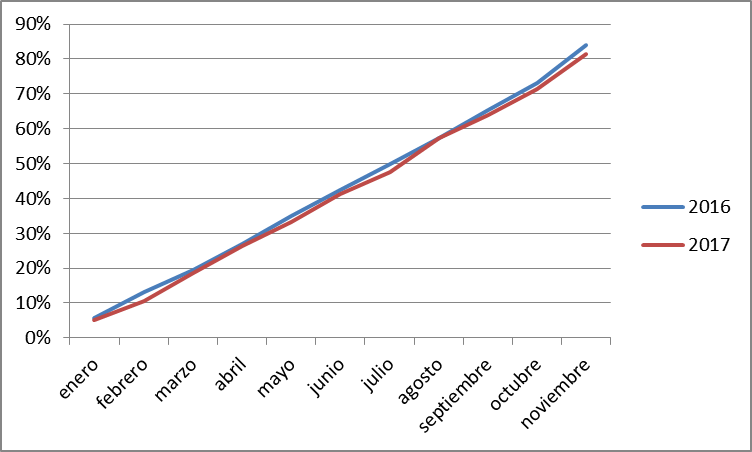 90%
80%
70%
60%
50%
40%
30%
20%
10%
0%
enero
febrero
marzo
abril
mayo
junio
julio
agosto
septiembre
octubre
noviembre
2016
2017